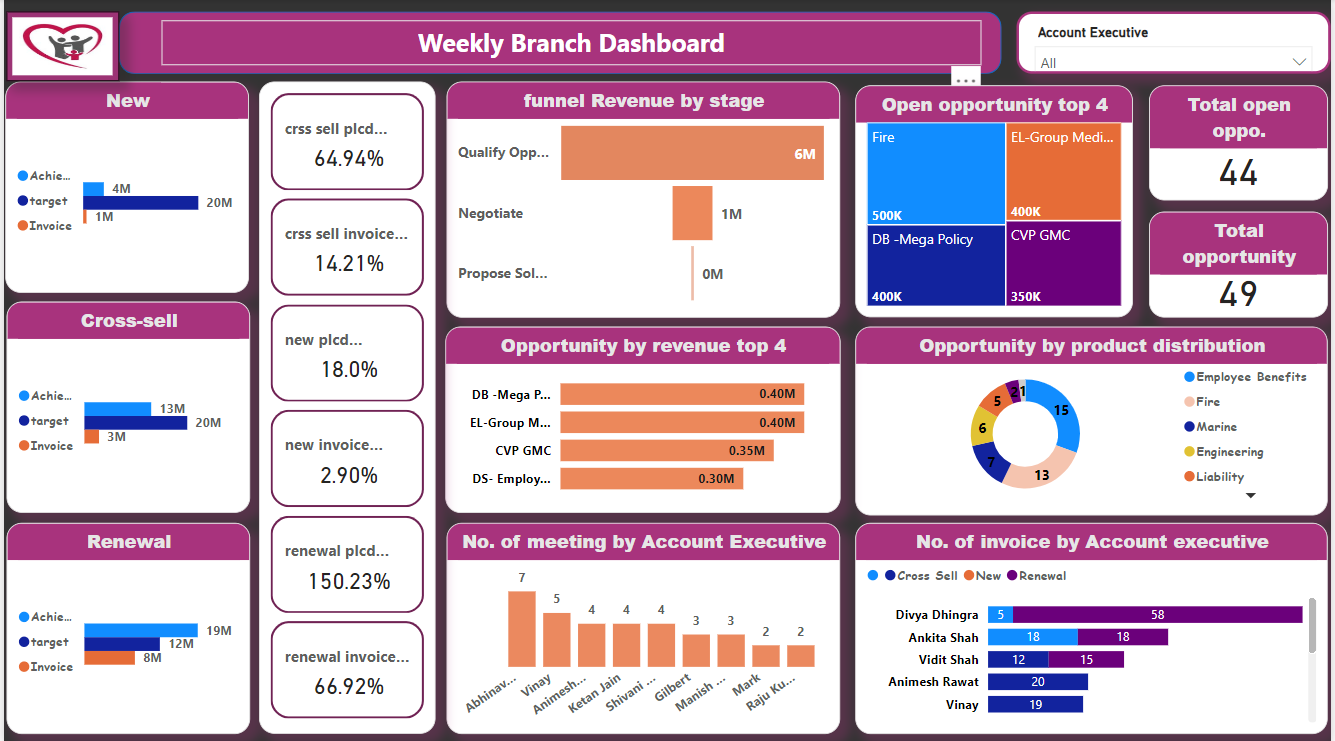 Weekly Branch Dashboard
Account Executive
All
...
New
Achie...
target
Invoice
4M
20M
1M
Cross-sell
Achie...
target
Invoice
13M
20M
3M
Renewal
Achie...
target
Invoice
19M
12M
8M
crss sell plcd...
64.94%
crss sell invoice...
14.21%
new plcd...
18.0%
new invoice...
2.90%
renewal plcd...
150.23%
renewal invoice...
66.92%
funnel Revenue by stage
Qualify Opp...
6M
Negotiate
1M
Propose Sol...
0M
Opportunity by revenue top 4
DB -Mega P...
0.40M
EL-Group M...
0.40M
CVP GMC
0.35M
DS- Employ...
0.30M
No. of meeting by Account Executive
7
5
4
4
4
3
3
2
2
Abhinav...
Vinay
Animesh...
Ketan Jain
Shivani ...
Gilbert
Manish ...
Mark
Raju Ku...
Open opportunity top 4
Fire
500K
EL-Group Medi...
400K
DB -Mega Policy
400K
CVP GMC
350K
Total open
oppo.
44
Total
opportunity
49
Opportunity by product distribution
15
13
7
6
5
2
1
Employee Benefits
Fire
Marine
Engineering
Liability
No. of invoice by Account executive
Cross Sell New Renewal
Divya Dhingra 5 58
Ankita Shah 18 18
Vidit Shah 12 15
Animesh Rawat 20
Vinay 19